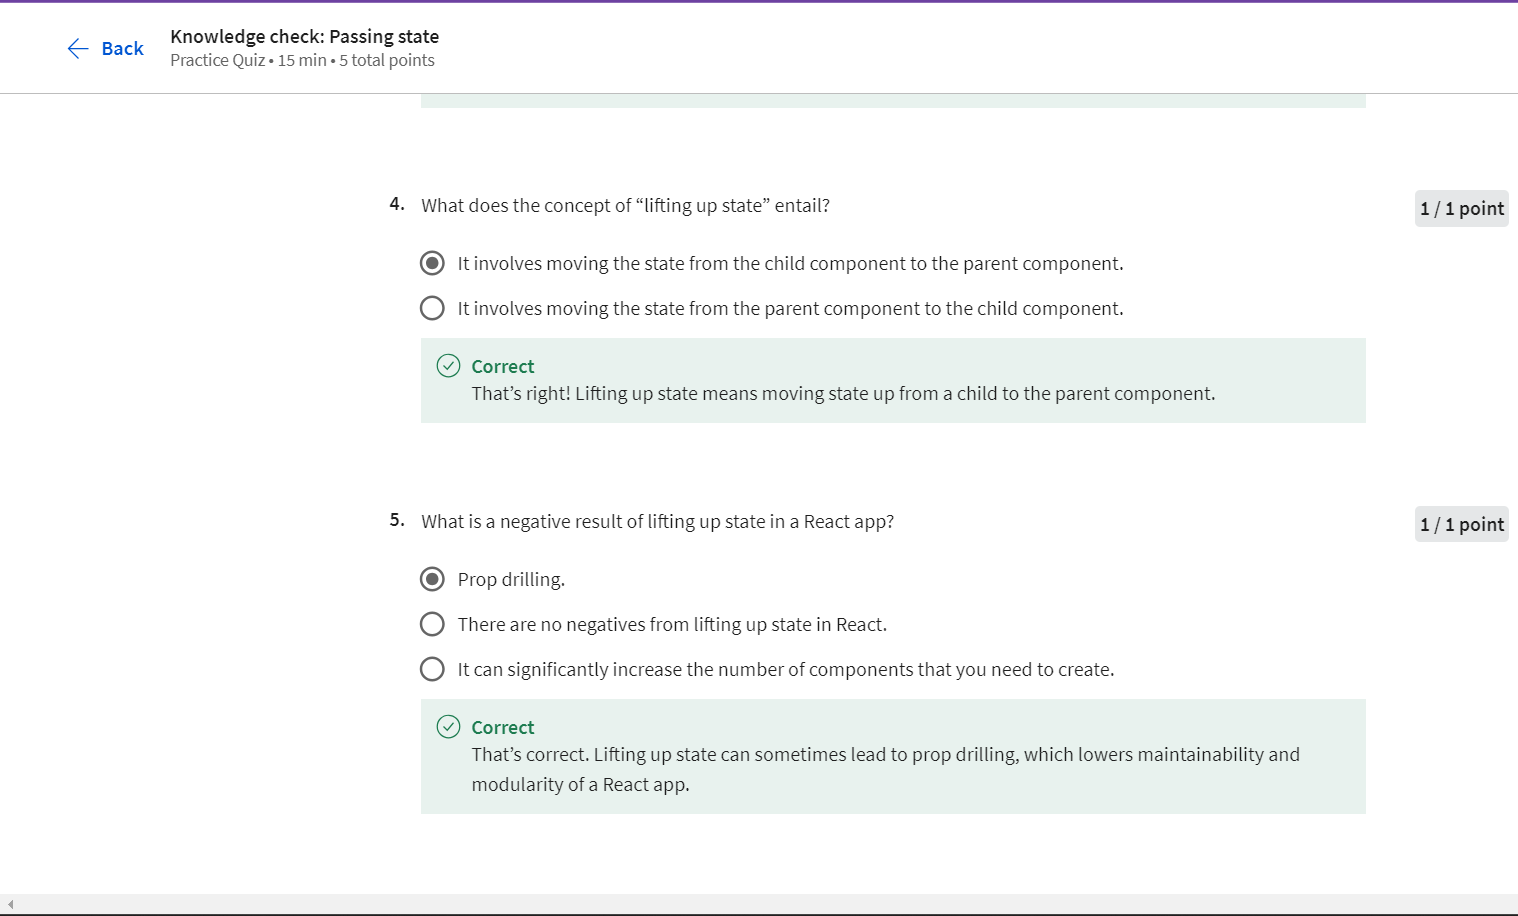 Back
Knowledge check: Passing state
Practice Quiz • 15 min • 5 total points
4. What does the concept of “lifting up state” entail?
1 / 1 point
It involves moving the state from the child component to the parent component.
It involves moving the state from the parent component to the child component.
Correct
That’s right! Lifting up state means moving state up from a child to the parent component.
5. What is a negative result of lifting up state in a React app?
1 / 1 point
Prop drilling.
There are no negatives from lifting up state in React.
It can significantly increase the number of components that you need to create.
Correct
That’s correct. Lifting up state can sometimes lead to prop drilling, which lowers maintainability and
modularity of a React app.